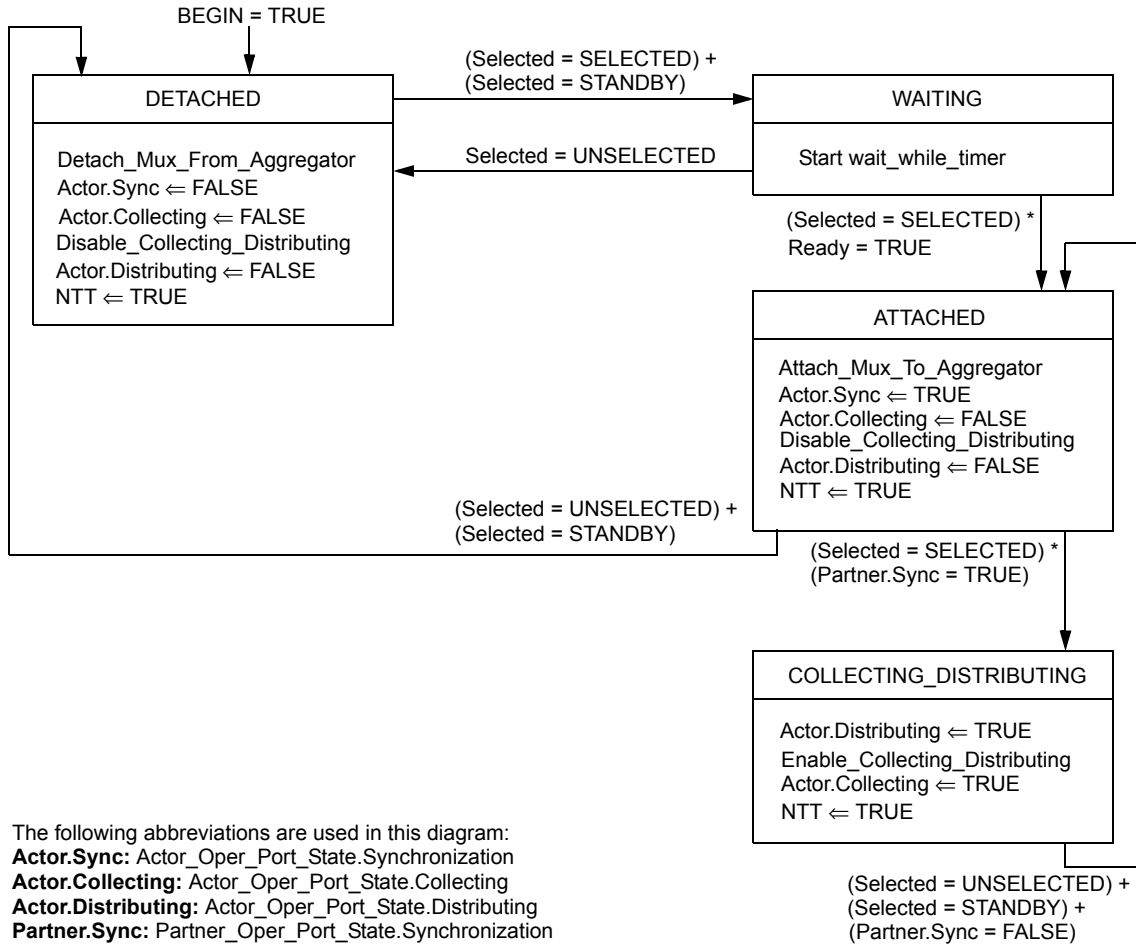 BEGIN = TRUE
(Selected = SELECTED) +
(Selected = STANDBY)
DETACHED
Detach_Mux_From_Aggregator
Actor.Sync ⇐ FALSE
Actor.Collecting ⇐ FALSE
Disable_Collecting_Distributing
Actor.Distributing ⇐ FALSE
NTT ⇐ TRUE
Selected = UNSELECTED
WAITING
Start wait_while_timer
(Selected = SELECTED) *
Ready = TRUE
ATTACHED
Attach_Mux_To_Aggregator
Actor.Sync ⇐ TRUE
Actor.Collecting ⇐ FALSE
Disable_Collecting_Distributing
Actor.Distributing ⇐ FALSE
NTT ⇐ TRUE
(Selected = UNSELECTED) +
(Selected = STANDBY)
(Selected = SELECTED) *
(Partner.Sync = TRUE)
COLLECTING_DISTRIBUTING
Actor.Distributing ⇐ TRUE
Enable_Collecting_Distributing
Actor.Collecting ⇐ TRUE
NTT ⇐ TRUE
(Selected = UNSELECTED) +
(Selected = STANDBY) +
(Partner.Sync = FALSE)
The following abbreviations are used in this diagram:
Actor.Sync: Actor_Oper_Port_State.Synchronization
Actor.Collecting: Actor_Oper_Port_State.Collecting
Actor.Distributing: Actor_Oper_Port_State.Distributing
Partner.Sync: Partner_Oper_Port_State.Synchronization